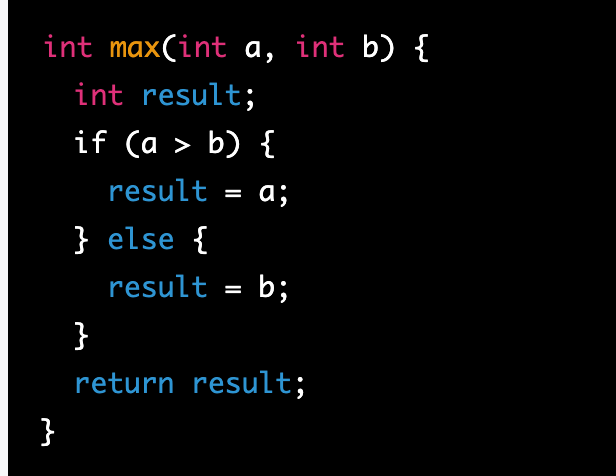 int max(int a, int b) {
  int result;
  if (a > b) {
    result = a;
  } else {
    result = b;
  }
  return result;
}